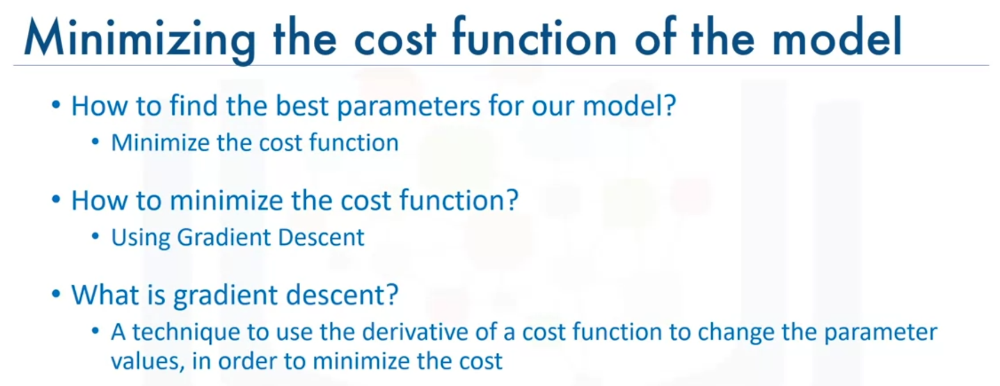 Minimizing the cost function of the model
• How to find the best parameters for our model?
• Minimize the cost function
• How to minimize the cost function?
• Using Gradient Descent
• What is gradient descent?
• A technique to use the derivative of a cost function to change the parameter
values, in order to minimize the cost